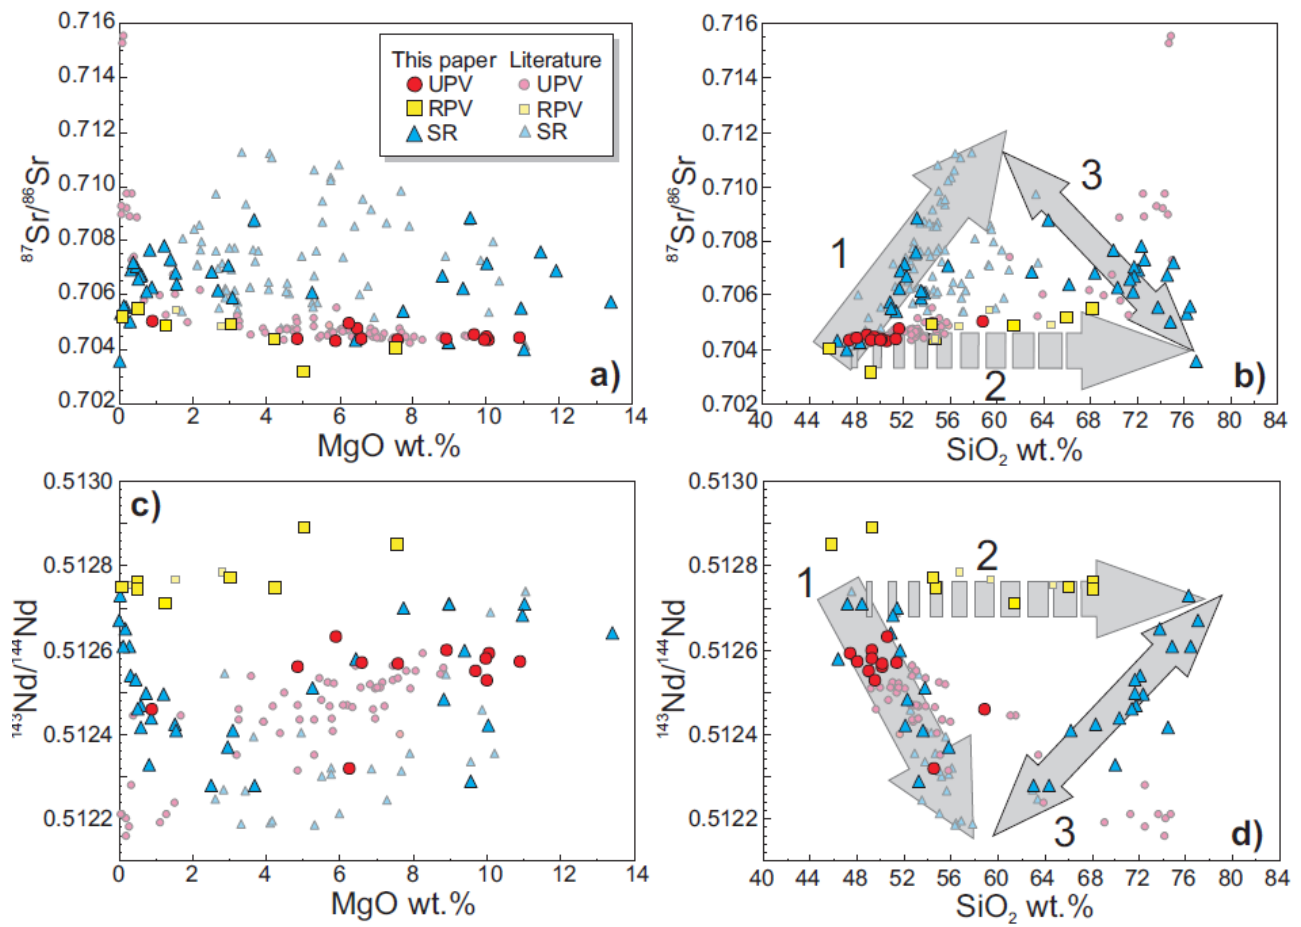 0.716
0.714
0.712
0.710
0.708
0.706
0.704
0.702
87Sr/86Sr
This paper Literature
UPV UPV
RPV RPV
SR SR
a)
0 2 4 6 8 10 12 14
MgO wt.%
0.716
0.714
0.712
0.710
0.708
0.706
0.704
0.702
87Sr/86Sr
1
3
2
b)
40 44 48 52 56 60 64 68 72 76 80 84
SiO2 wt.%
0.5130
0.5128
0.5126
0.5124
0.5122
143Nd/144Nd
c)
0 2 4 6 8 10 12 14
MgO wt.%
0.5130
0.5128
0.5126
0.5124
0.5122
143Nd/144Nd
1
2
3
d)
40 44 48 52 56 60 64 68 72 76 80 84
SiO2 wt.%